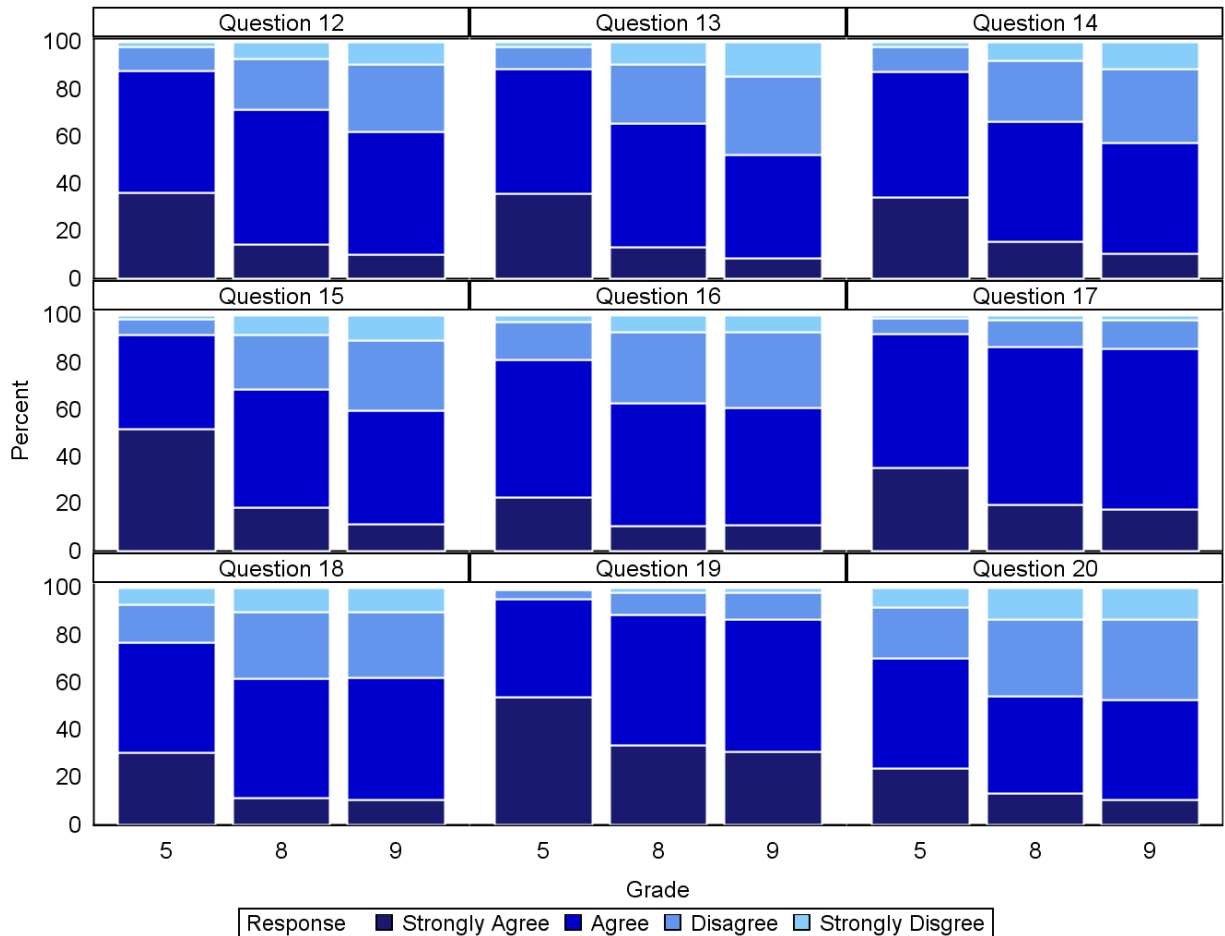 Question 12 Question 13 Question 14
100
80
60
40
20
0
Question 15 Question 16 Question 17
100
80
60
40
20
0
Question 18 Question 19 Question 20
100
80
60
40
20
0
Percent
5 8 9 5 8 9 5 8 9
Grade
Response Strongly Agree Agree Disagree Strongly Disgree